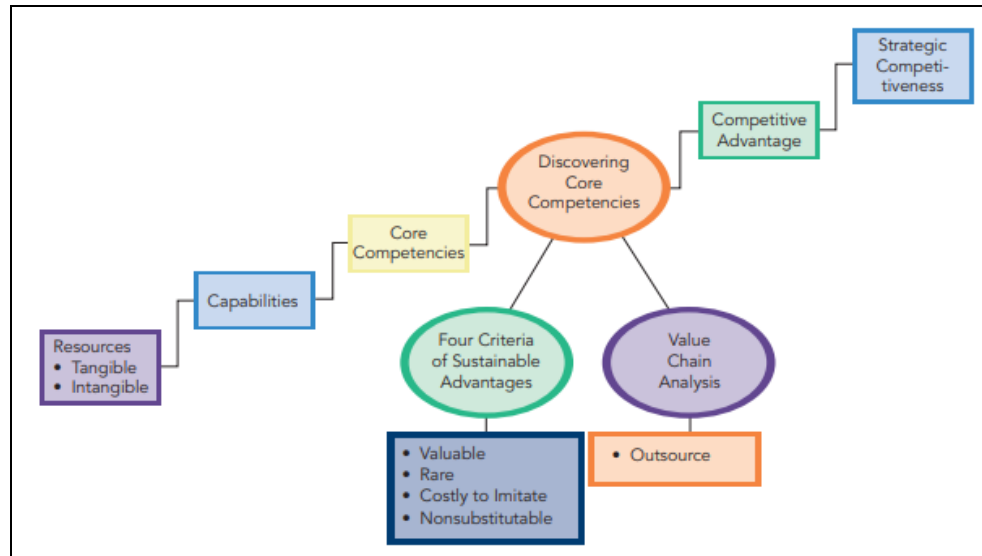 Strategic
Competi-
tiveness
Competitive
Advantage
Discovering
Core
Competencies
Core
Competencies
Capabilities
Resources
• Tangible
• Intangible
Four Criteria
of Sustainable
Advantages
Value
Chain
Analysis
• Valuable
• Rare
• Costly to Imitate
• Nonsubstitutable
• Outsource